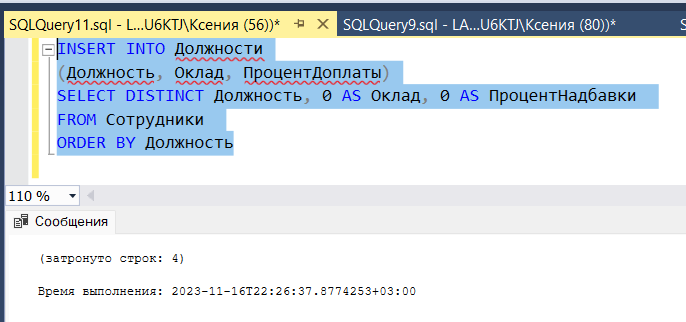 SQLQuery11.sql - L...U6KTJ\Ксения (56))* SQLQuery9.sql - LA...U6KTJ\Ксения (80))* S
INSERT INTO Должности
(Должность, Оклад, ПроцентДоплаты)
SELECT DISTINCT Должность, 0 AS Оклад, 0 AS ПроцентНадбавки
FROM Сотрудники
ORDER BY Должность
110 %
Сообщения
(затронуто строк: 4)
Время выполнения: 2023-11-16T22:26:37.8774253+03:00